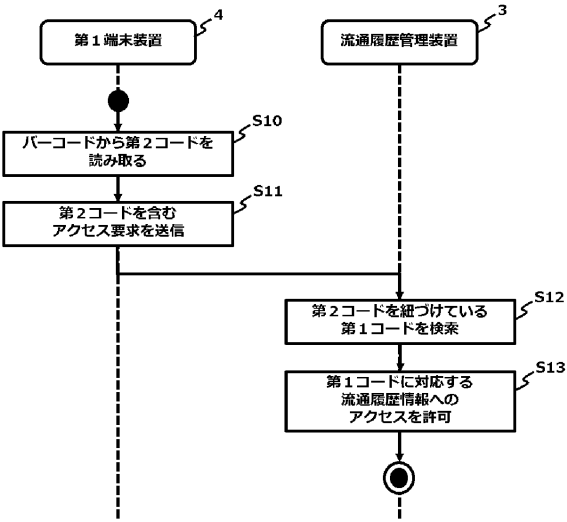 4
第１端末装置
3
流通履歴管理装置
S10
バーコードから第２コードを
読み取る
S11
第２コードを含む
アクセス要求を送信
S12
第２コードを紐づけている
第１コードを検索
S13
第１コードに対応する
流通履歴情報への
アクセスを許可